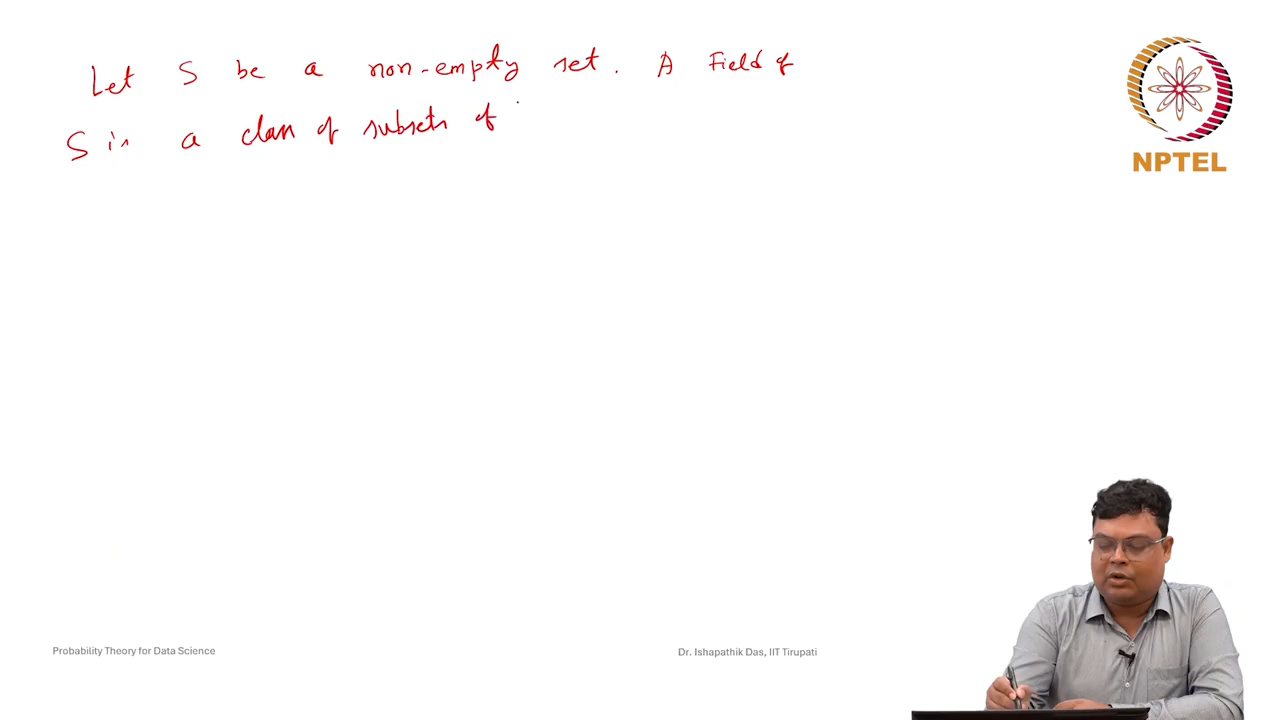 Let S be a non-empty set. A Field of
S is a class of subsets of
NPTEL
Probability Theory for Data Science
Dr. Ishapathik Das, IIT Tirupati